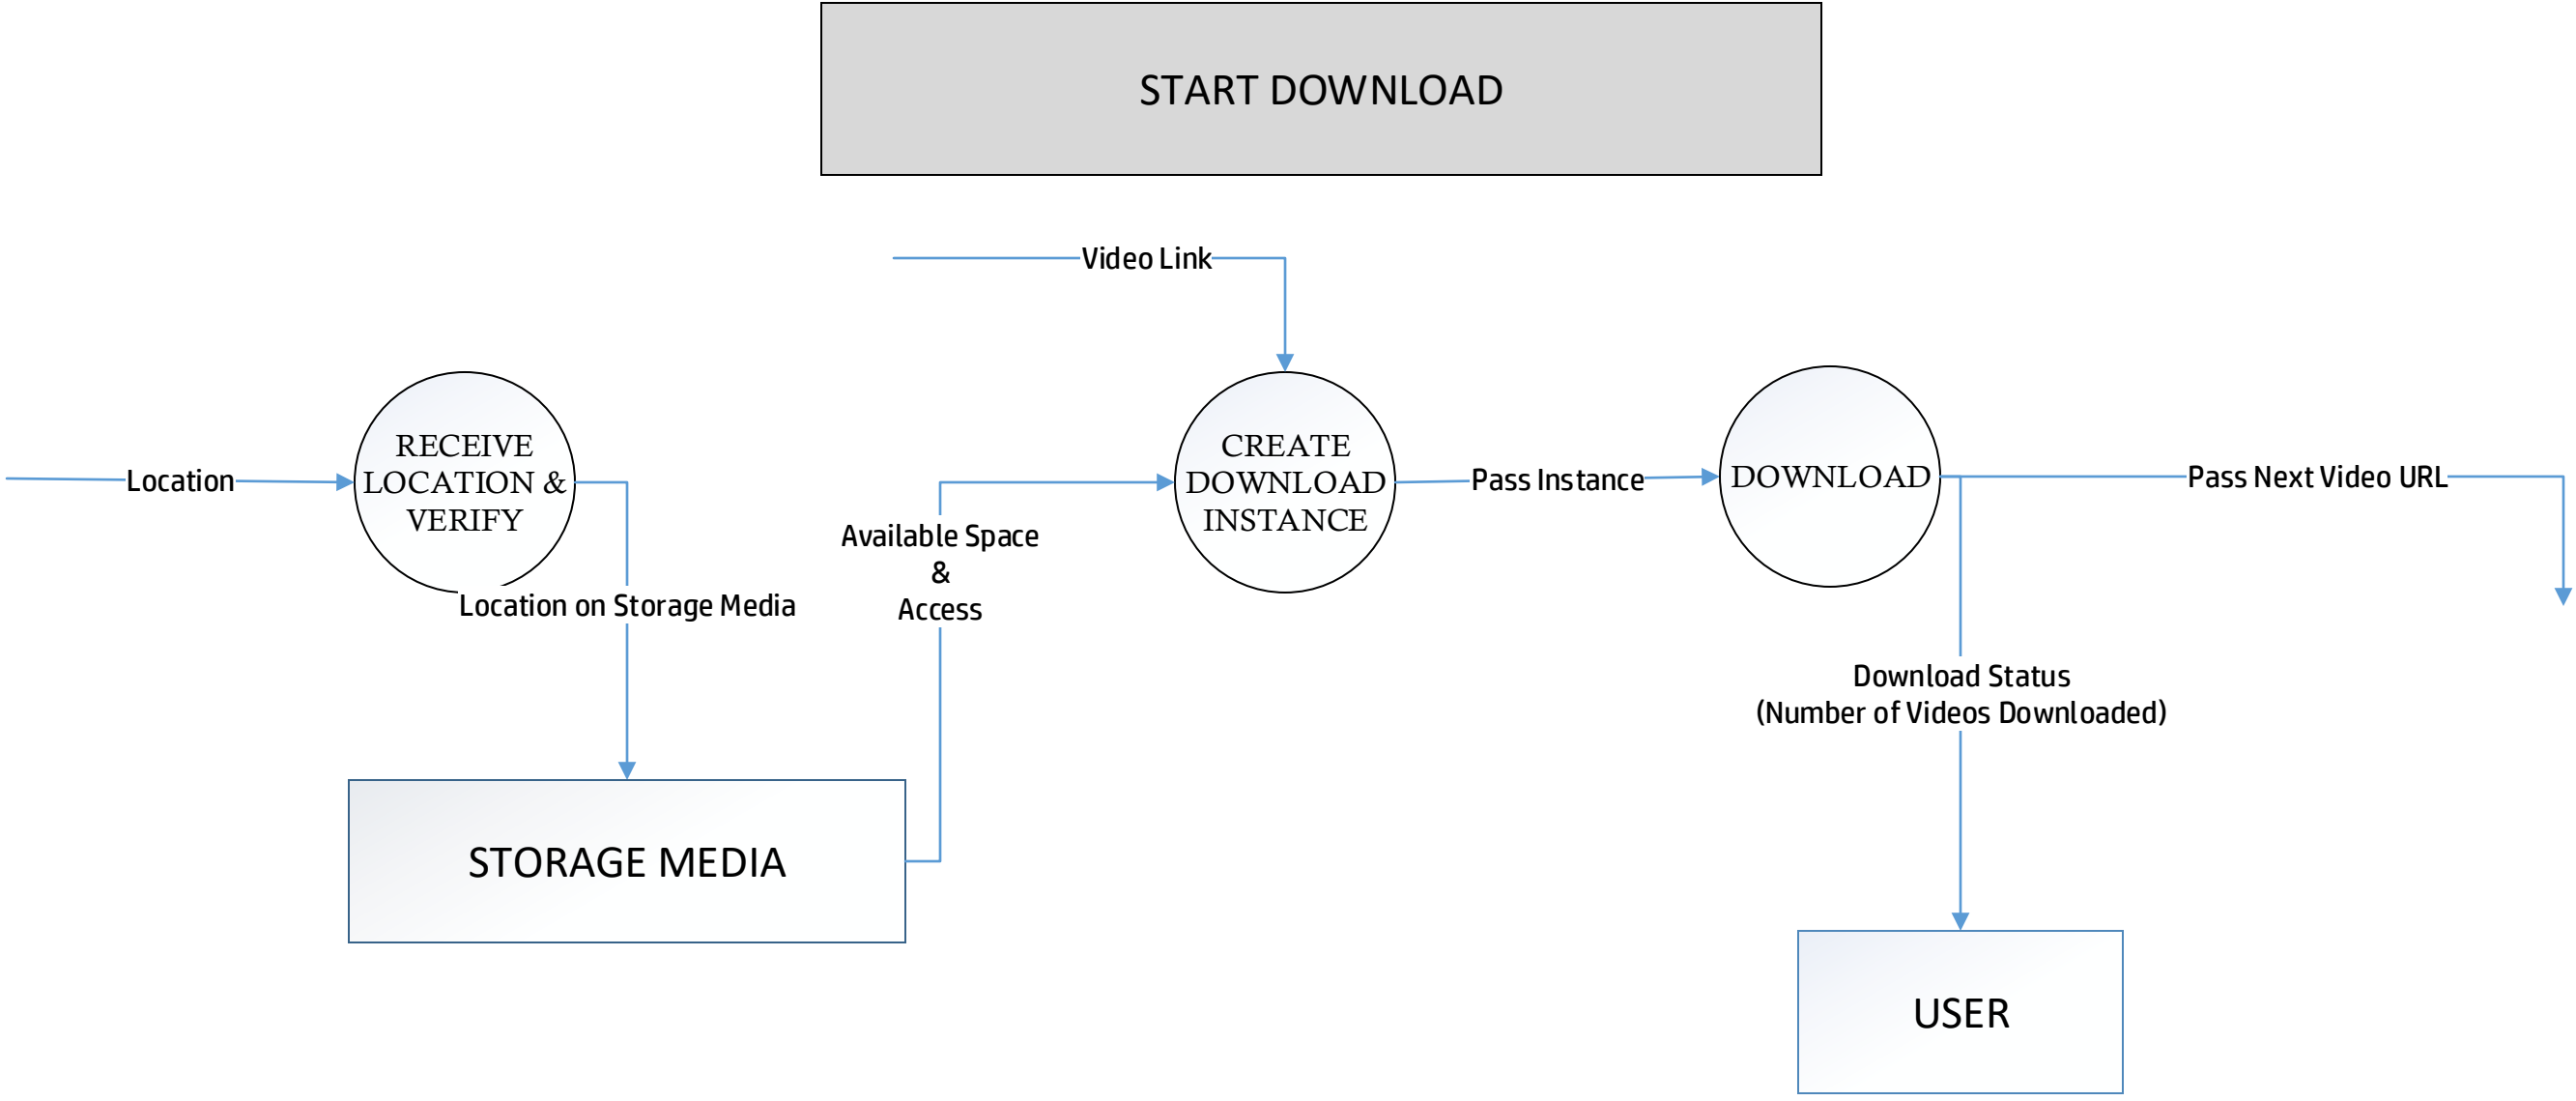 START DOWNLOAD
Video Link
Location
RECEIVE
LOCATION &
VERIFY
Location on Storage Media
Available Space
&
Access
CREATE
DOWNLOAD
INSTANCE
Pass Instance
DOWNLOAD
Pass Next Video URL
Download Status
(Number of Videos Downloaded)
STORAGE MEDIA
USER